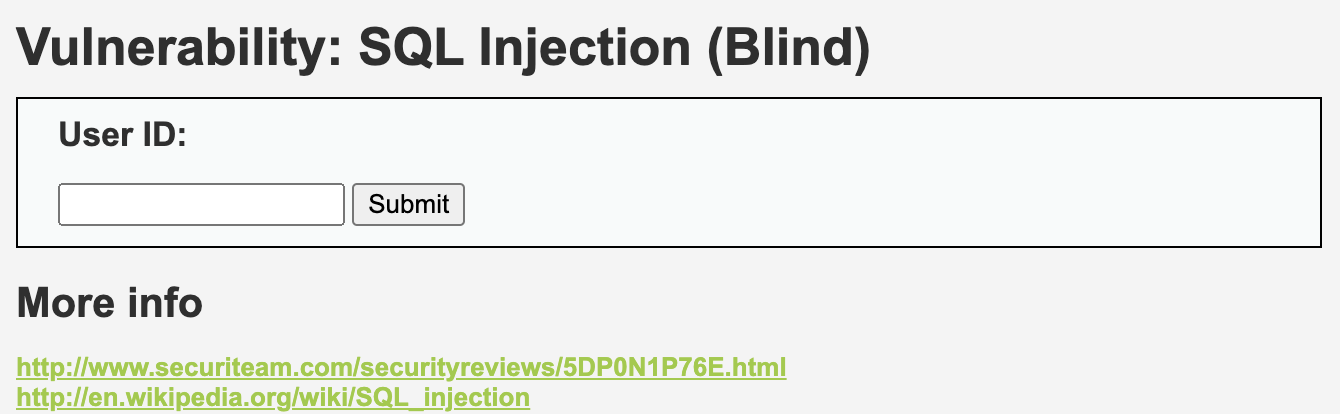 Vulnerability: SQL Injection (Blind)
User ID:
Submit
More info
http://www.securiteam.com/securityreviews/5DP0N1P76E.html
http://en.wikipedia.org/wiki/SQL_injection